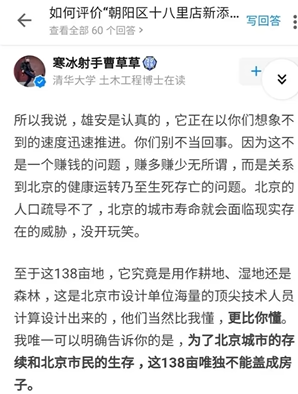 如何评价“朝阳区十八里店新添...
写回答
查看全部 60 个回答 >
寒冰射手曹草草
清华大学 土木工程博士在读
所以我说，雄安是认真的，它正在以你们想象不
到的速度迅速推进。你们别不当回事。因为这不
是一个赚钱的问题，赚多赚少无所谓，而是关系
到北京的健康运转乃至生死存亡的问题。北京的
人口疏导不了，北京的城市寿命就会面临现实存
在的威胁，没开玩笑。
至于这138亩地，它究竟是用作耕地、湿地还是
森林，这是北京市设计单位海量的顶尖技术人员
计算设计出来的，他们当然比我懂，更比你懂。
我唯一可以明确告诉你的是，为了北京城市的存
续和北京市民的生存，这138亩地唯独不能盖成房
子。